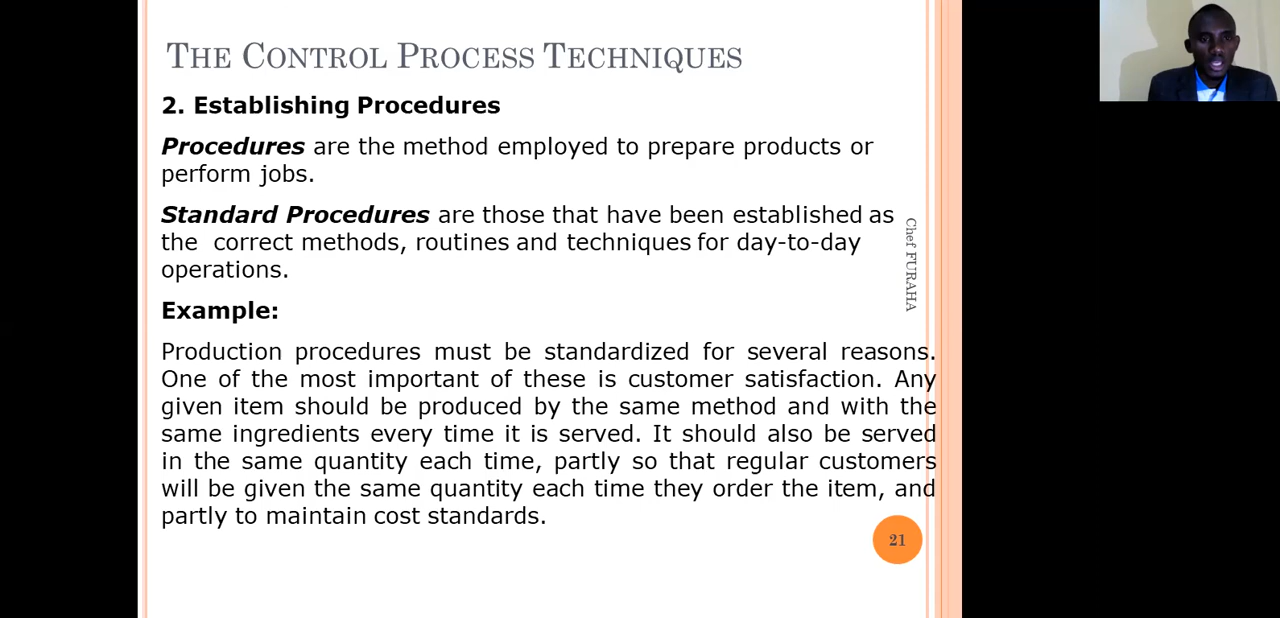 THE CONTROL PROCESS TECHNIQUES
2. Establishing Procedures
Procedures are the method employed to prepare products or
perform jobs.
Standard Procedures are those that have been established as
the correct methods, routines and techniques for day-to-day
operations.
Example:
Production procedures must be standardized for several reasons.
One of the most important of these is customer satisfaction. Any
given item should be produced by the same method and with the
same ingredients every time it is served. It should also be served
in the same quantity each time, partly so that regular customers
will be given the same quantity each time they order the item, and
partly to maintain cost standards.
Chef FURAHA
21